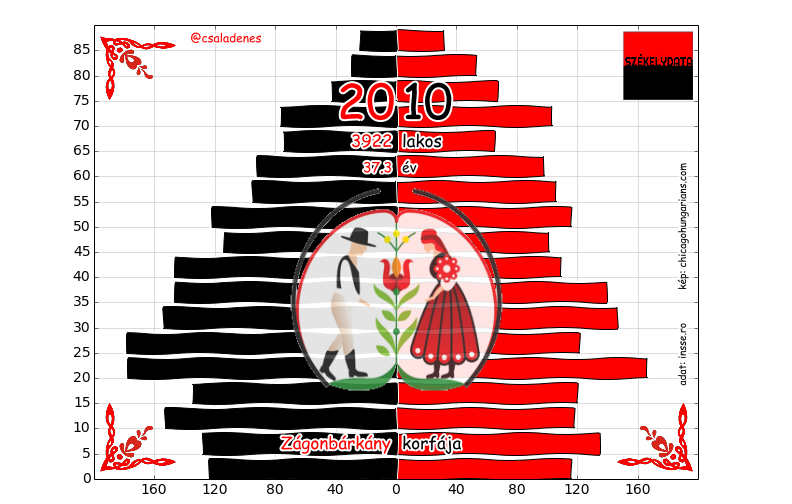 @csaladenes
SZÉKELYDATA
2010
3922 lakos
37.3 év
kép: chicagohungarians.com
adat: insse.ro
Zágonbárkány korfája
85
80
75
70
65
60
55
50
45
40
35
30
25
20
15
10
5
0
160 120 80 40 0 40 80 120 160